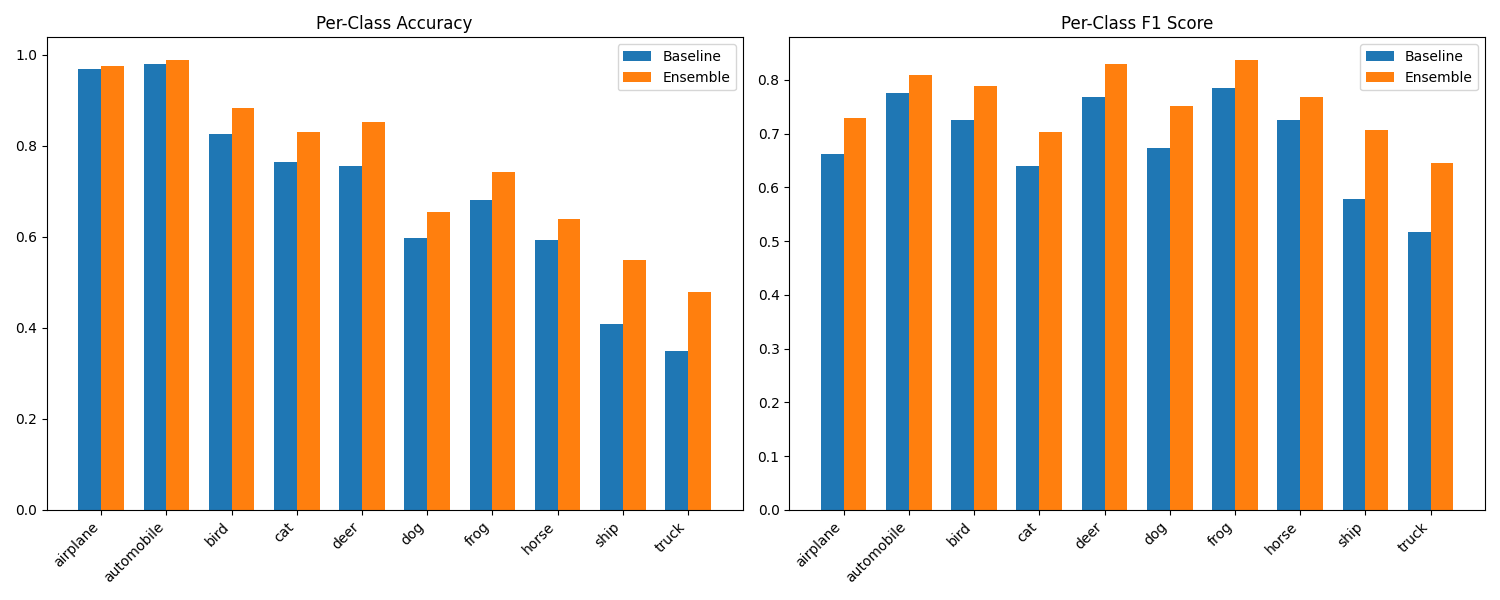 Per-Class Accuracy
1.0
0.8
0.6
0.4
0.2
0.0
Baseline
Ensemble
airplane
automobile
bird
cat
deer
dog
frog
horse
ship
truck
Per-Class F1 Score
0.8
0.7
0.6
0.5
0.4
0.3
0.2
0.1
0.0
Baseline
Ensemble
airplane
automobile
bird
cat
deer
dog
frog
horse
ship
truck